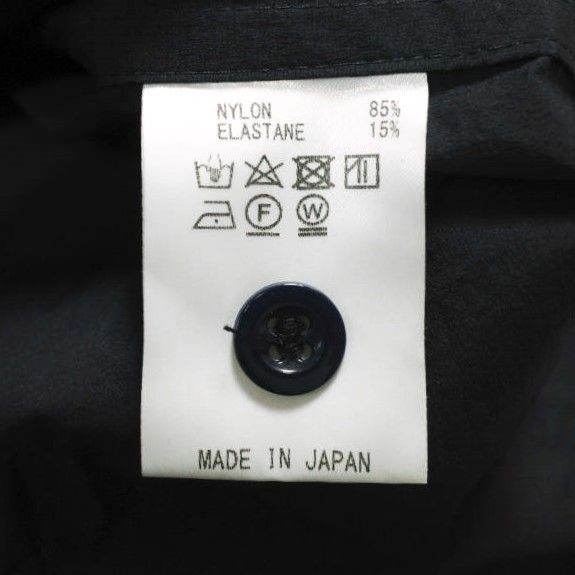 NYLON 85%
ELASTANE 15%
F W
MADE IN JAPAN